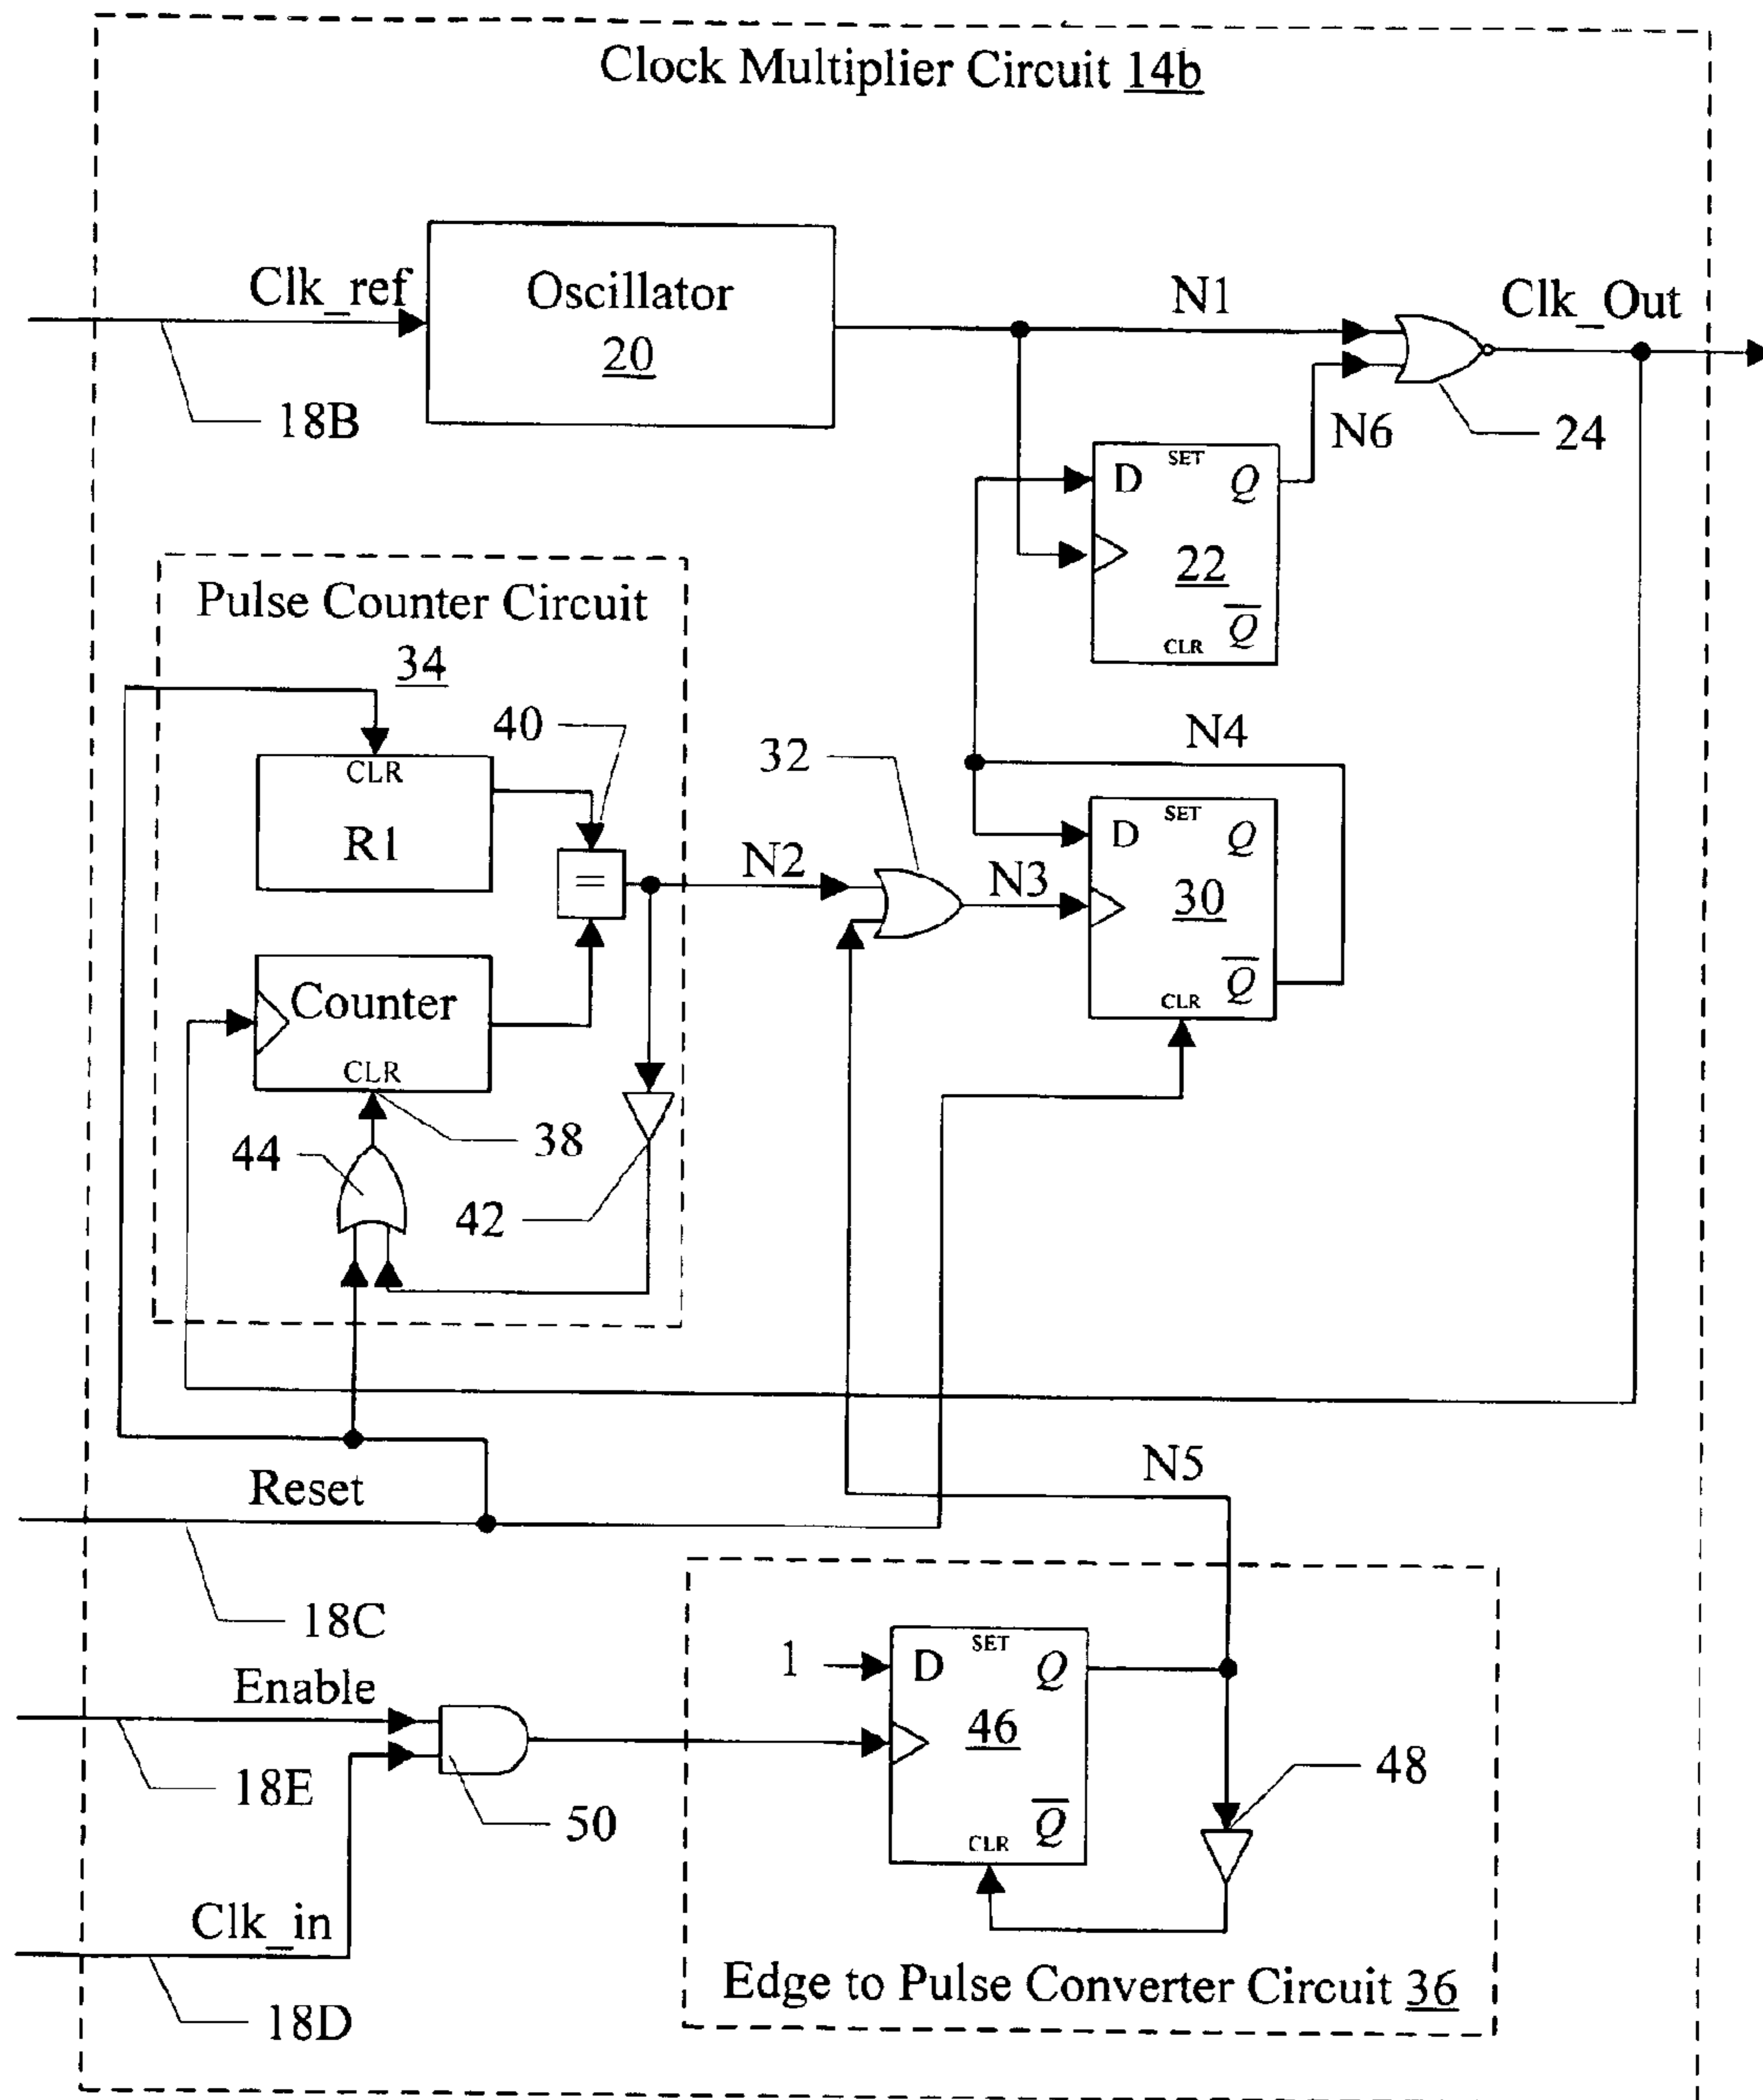 Clock Multiplier Circuit 14b
Clk_ref
Oscillator
20
N1
Clk_Out
18B
24
N6
SET
D
Q
22
Q
CLR
Pulse Counter Circuit
34
40
CLR
R1
=
N2
32
N4
SET
D
Q
N3
30
Q
CLR
Counter
CLR
44
38
42
Reset
N5
18C
Enable
1
SET
D
Q
46
18E
50
48
Q
CLR
Clk_in
18D
Edge to Pulse Converter Circuit 36